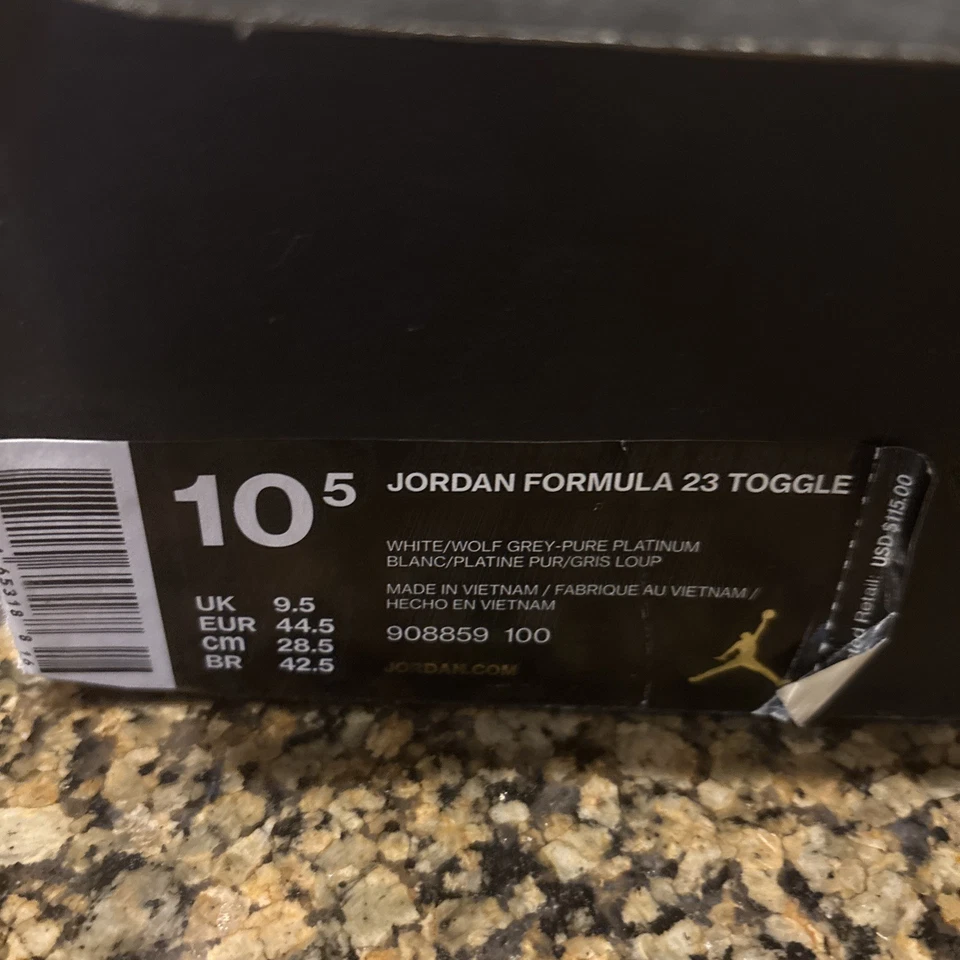 10⁵
JORDAN FORMULA 23 TOGGLE
WHITE/WOLF GREY-PURE PLATINUM
BLANC/PLATINE PUR/GRIS LOUP
MADE IN VIETNAM / FABRIQUE AU VIETNAM /
HECHO EN VIETNAM
908859 100
JORDAN.COM
UK 9.5
EUR 44.5
cm 28.5
BR 42.5
Retail: USD $115.00